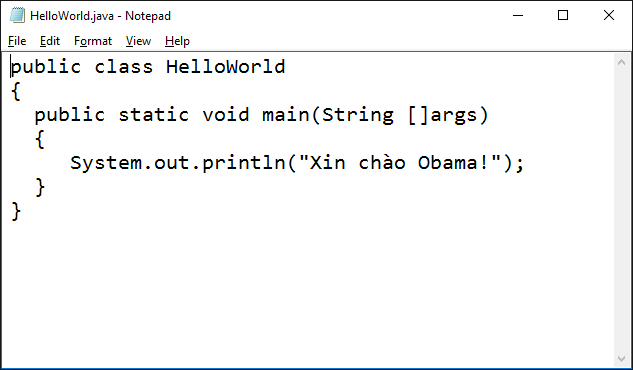 HelloWorld.java - Notepad
File Edit Format View Help
public class HelloWorld
{
  public static void main(String []args)
  {
     System.out.println("Xin chào Obama!");
  }
}